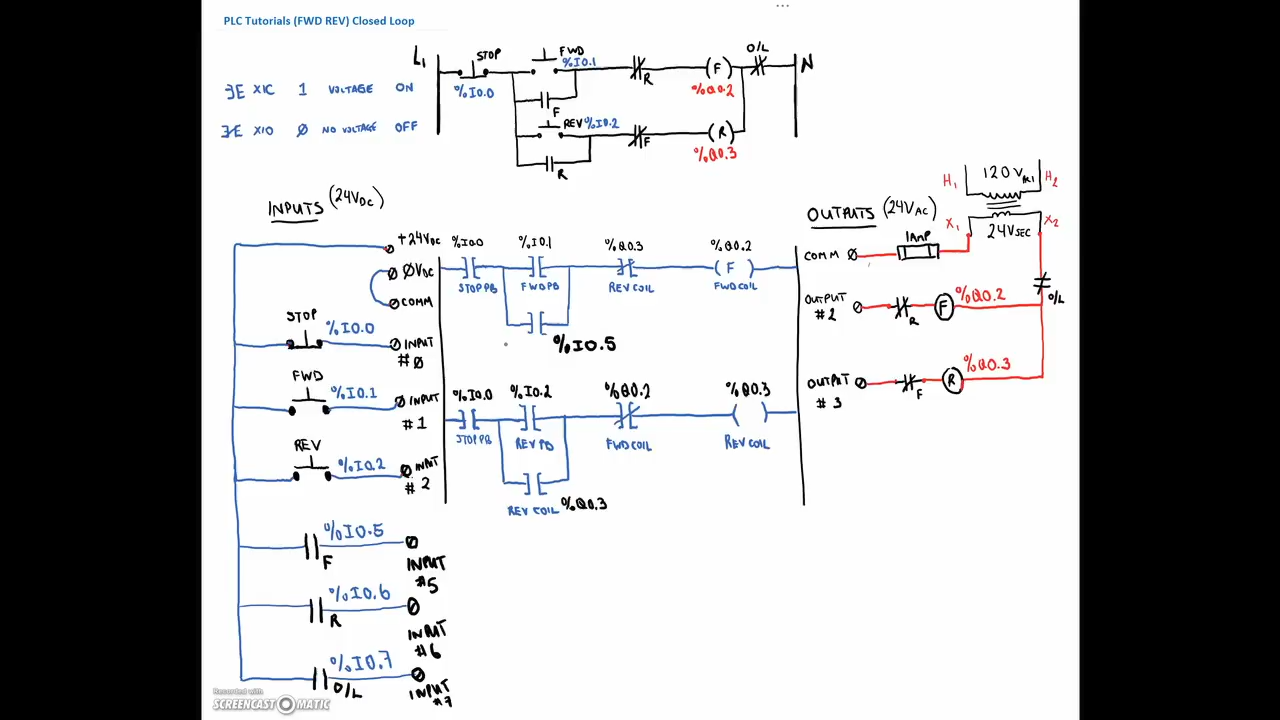 PLC Tutorials (FWD REV) Closed Loop
L1
STOP
%I0.0
FWD
%I0.1
F
R
F
%Q0.2
O/L
N
REV %I0.2
R
F
R
%Q0.3
XIC 1 VOLTAGE ON
XIO 0 NO VOLTAGE OFF
INPUTS (24VDC)
+24VDC
0VDC
COMM
STOP
%I0.0
INPUT
#0
FWD
%I0.1
INPUT
#1
REV
%I0.2
INPUT
#2
%I0.5
F
INPUT
#5
%I0.6
R
INPUT
#6
%I0.7
O/L
INPUT
#7
%I0.0
STOP PB
%I0.1
FWD PB
%Q0.3
REV COIL
%Q0.2
F
FWD COIL
%I0.5
%I0.0
STOP PB
%I0.2
REV PB
%Q0.2
FWD COIL
%Q0.3
REV COIL
REV COIL %Q0.3
OUTPUTS (24VAC)
H1
120V
H2
X1
24VSEC
X2
COMM
1AMP
O/L
OUTPUT
#2
R
F
%Q0.2
OUTPUT
#3
F
R
%Q0.3
Recorded with
SCREENCAST-O-MATIC